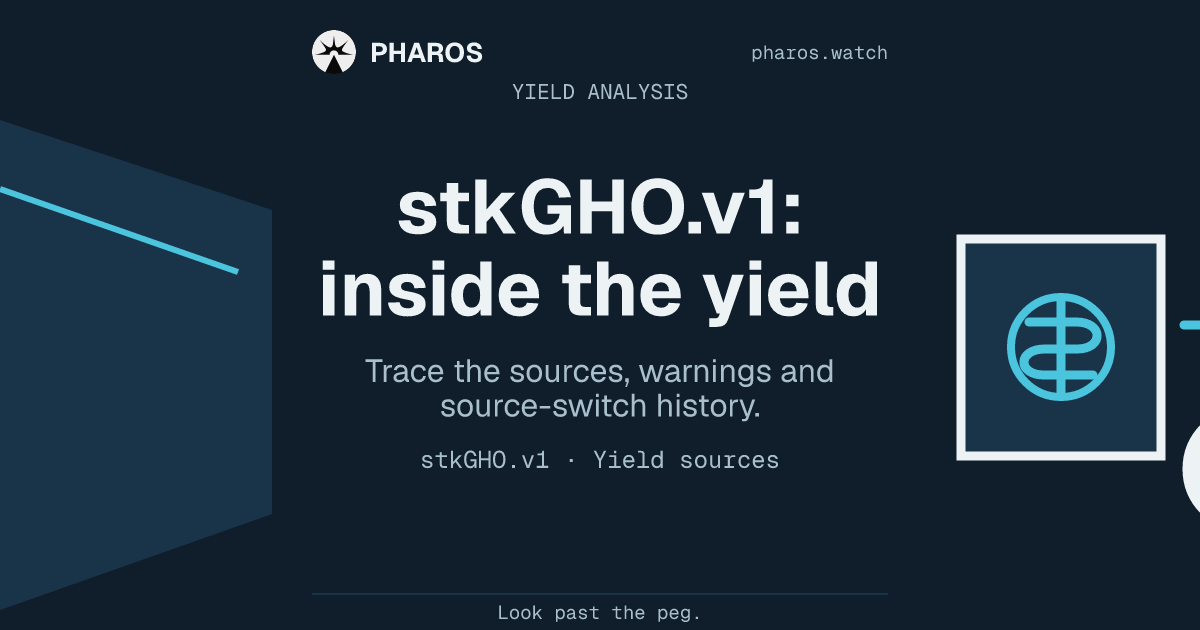 PHAROS
pharos.watch
YIELD ANALYSIS
stkGHO.v1:
inside the yield
Trace the sources, warnings and
source-switch history.
stkGHO.v1 · Yield sources
Look past the peg.